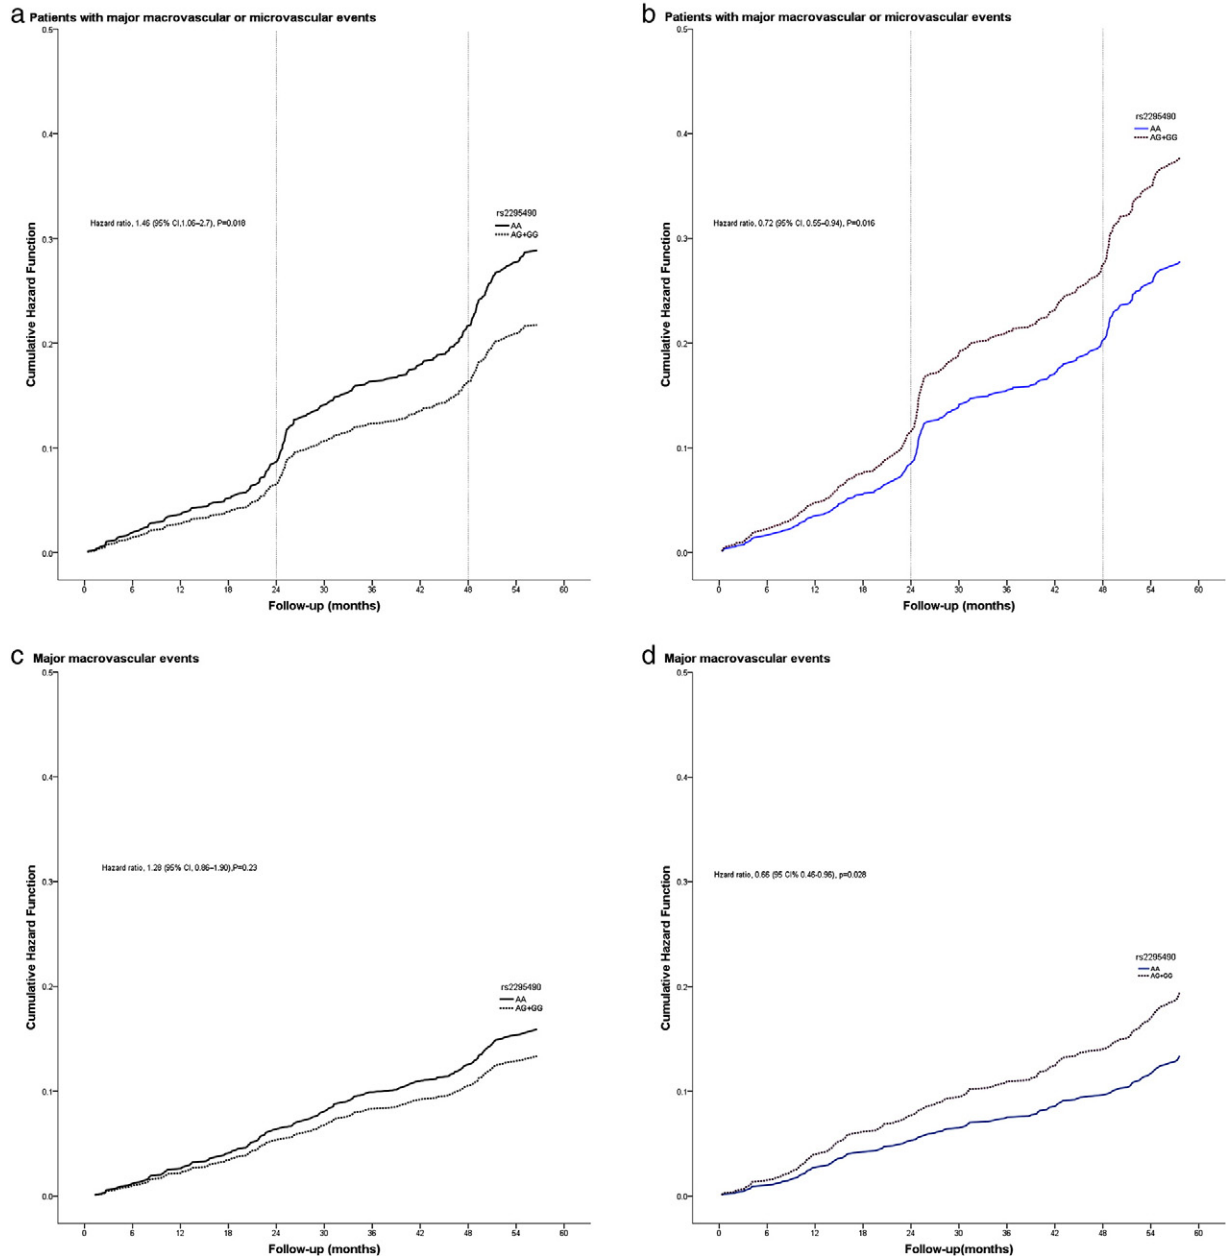 a Patients with major macrovascular or microvascular events
0.5
0.4
0.3
0.2
0.1
0.0
Cumulative Hazard Function
Hazard ratio, 1.46 (95% CI,1.06–2.7), P=0.018
rs2295490
AA
AG+GG
0 6 12 18 24 30 36 42 48 54 60
Follow-up (months)
b Patients with major macrovascular or microvascular events
0.5
0.4
0.3
0.2
0.1
0.0
Cumulative Hazard Function
Hazard ratio, 0.72 (95% CI, 0.55–0.94), P=0.016
rs2295490
AA
AG+GG
0 6 12 18 24 30 36 42 48 54 60
Follow-up (months)
c Major macrovascular events
0.5
0.4
0.3
0.2
0.1
0.0
Cumulative Hazard Function
Hazard ratio, 1.28 (95% CI, 0.86–1.90),P=0.23
rs2295490
AA
AG+GG
0 6 12 18 24 30 36 42 48 54 60
Follow-up (months)
d Major macrovascular events
0.5
0.4
0.3
0.2
0.1
0.0
Cumulative Hazard Function
Hzard ratio, 0.66 (95 CI% 0.46-0.96), p=0.028
rs2295490
AA
AG+GG
0 6 12 18 24 30 36 42 48 54 60
Follow-up(months)